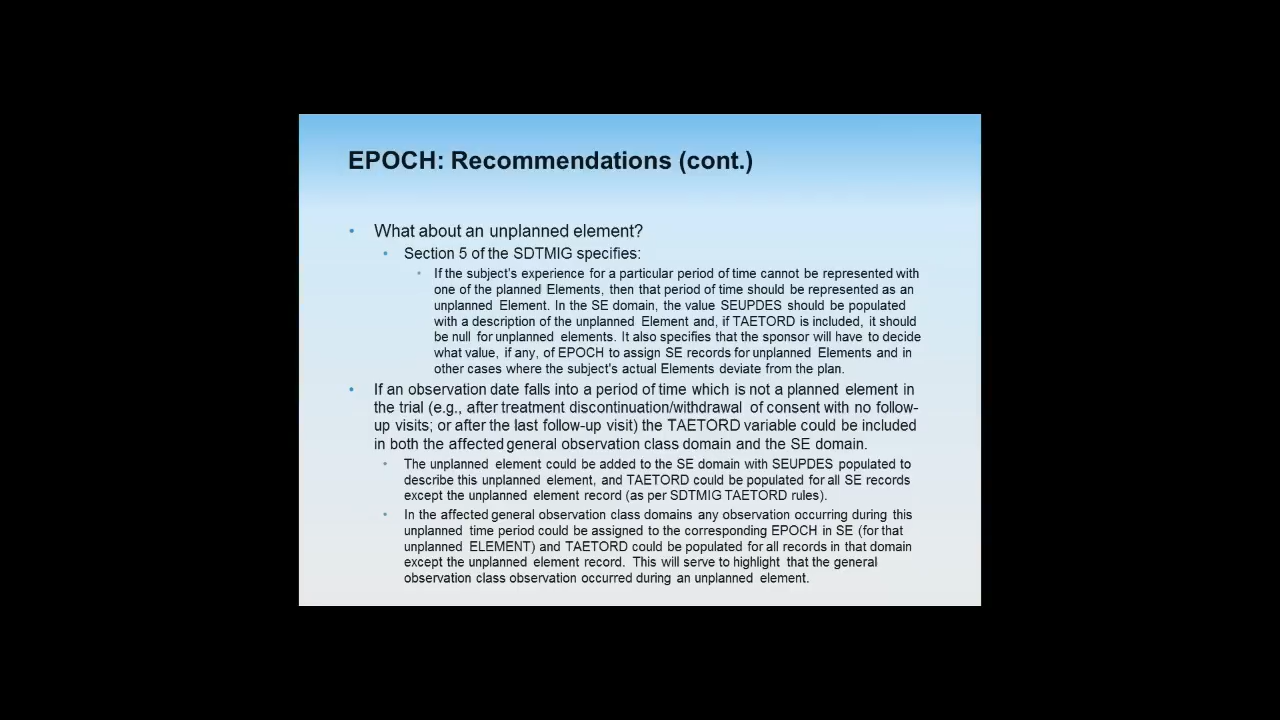 EPOCH: Recommendations (cont.)
• What about an unplanned element?
• Section 5 of the SDTMIG specifies:
• If the subject's experience for a particular period of time cannot be represented with
one of the planned Elements, then that period of time should be represented as an
unplanned Element. In the SE domain, the value SEUPDES should be populated
with a description of the unplanned Element and, if TAETORD is included, it should
be null for unplanned elements. It also specifies that the sponsor will have to decide
what value, if any, of EPOCH to assign SE records for unplanned Elements and in
other cases where the subject's actual Elements deviate from the plan.
• If an observation date falls into a period of time which is not a planned element in
the trial (e.g., after treatment discontinuation/withdrawal of consent with no follow-
up visits; or after the last follow-up visit) the TAETORD variable could be included
in both the affected general observation class domain and the SE domain.
• The unplanned element could be added to the SE domain with SEUPDES populated to
describe this unplanned element, and TAETORD could be populated for all SE records
except the unplanned element record (as per SDTMIG TAETORD rules).
• In the affected general observation class domains any observation occurring during this
unplanned time period could be assigned to the corresponding EPOCH in SE (for that
unplanned ELEMENT) and TAETORD could be populated for all records in that domain
except the unplanned element record. This will serve to highlight that the general
observation class observation occurred during an unplanned element.